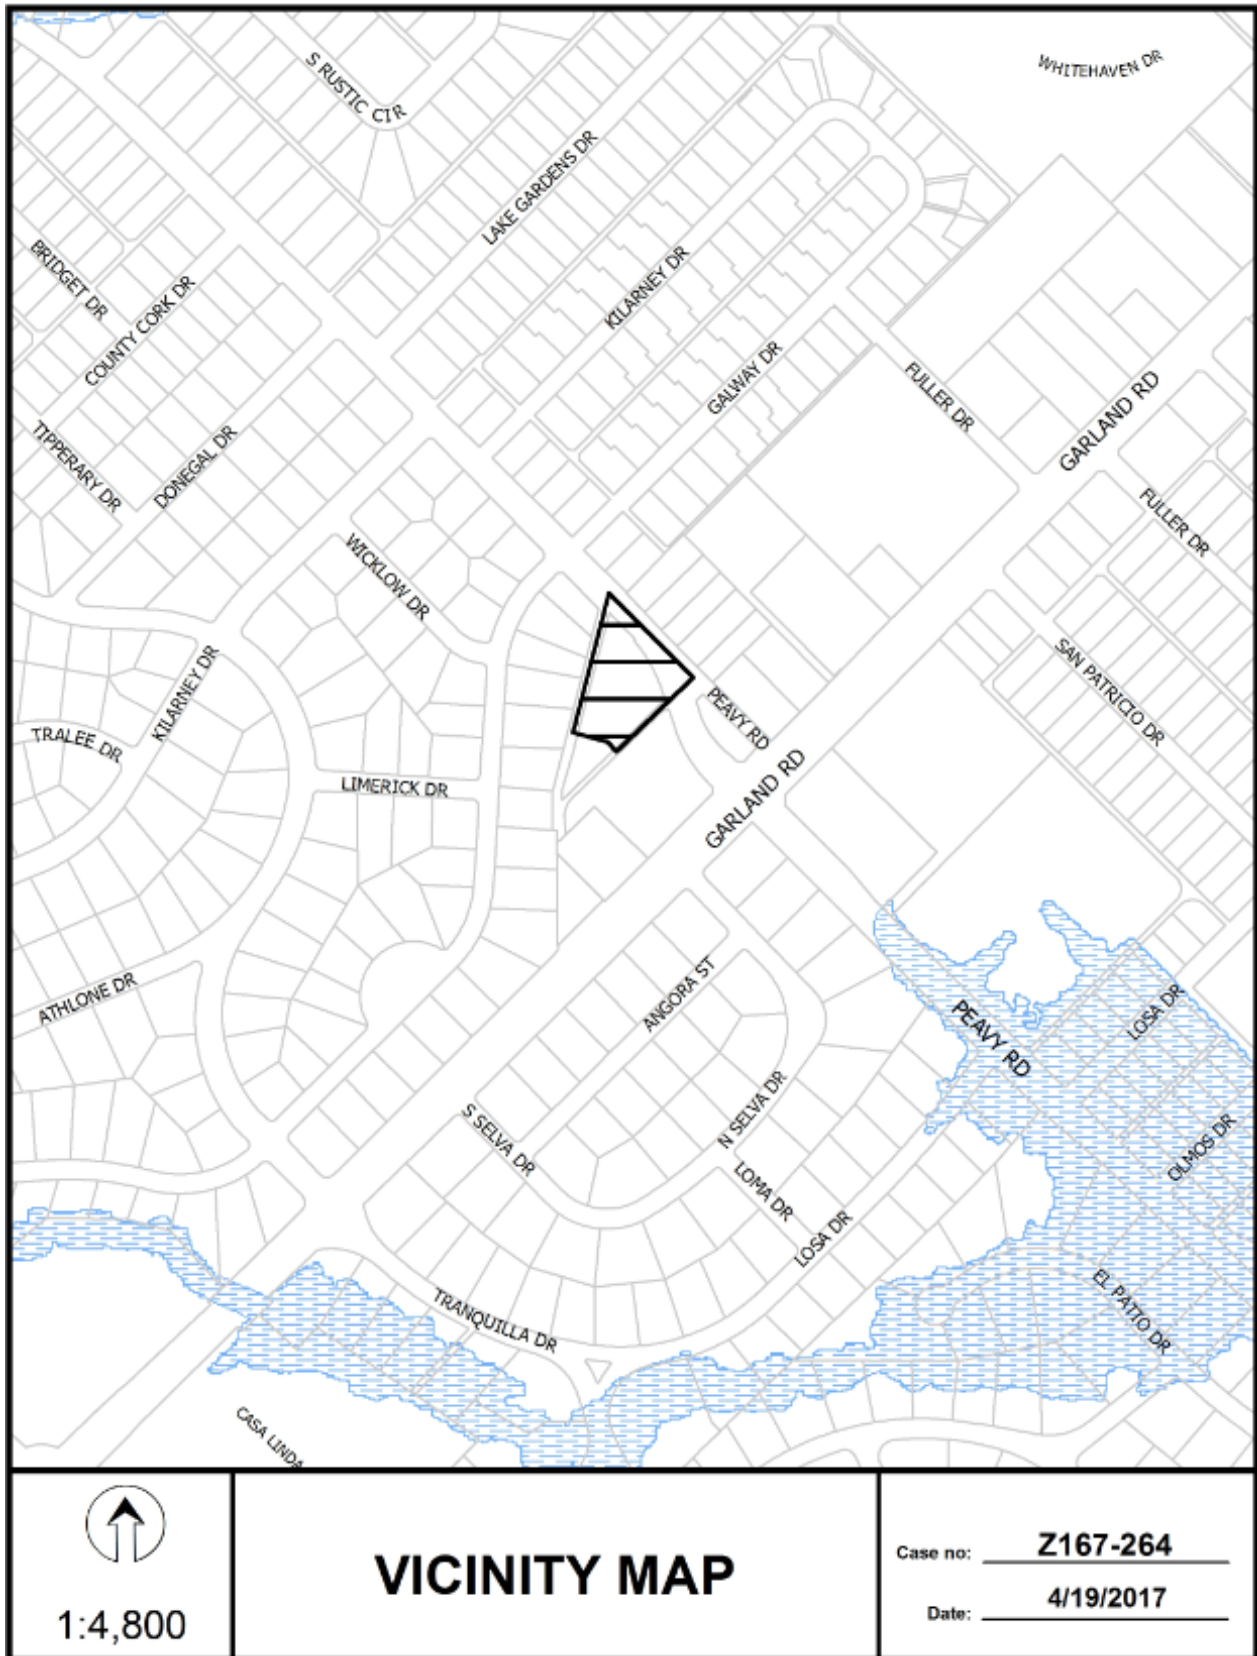 WHITEHAVEN DR
S RUSTIC CIR
LAKE GARDENS DR
BRIDGET DR
COUNTY CORK DR
KILARNEY DR
GALWAY DR
FULLER DR
GARLAND RD
TIPPERARY DR
DONEGAL DR
FULLER DR
WICKLOW DR
SAN PATRICIO DR
KILARNEY DR
TRALEE DR
PEAVY RD
LIMERICK DR
GARLAND RD
ATHLONE DR
ANGORA ST
PEAVY RD
LOSA DR
S SELVA DR
N SELVA DR
OLMOS DR
LOMA DR
LOSA DR
TRANQUILLA DR
EL PATIO DR
CASA LINDA
1:4,800
VICINITY MAP
Case no: Z167-264
Date: 4/19/2017